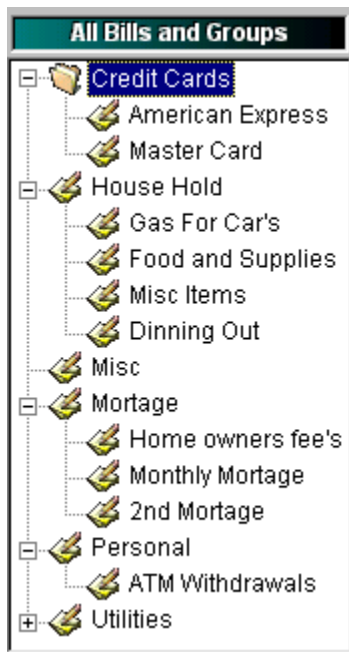 All Bills and Groups
Credit Cards
American Express
Master Card
House Hold
Gas For Car's
Food and Supplies
Misc Items
Dinning Out
Misc
Mortage
Home owners fee's
Monthly Mortage
2nd Mortage
Personal
ATM Withdrawals
Utilities